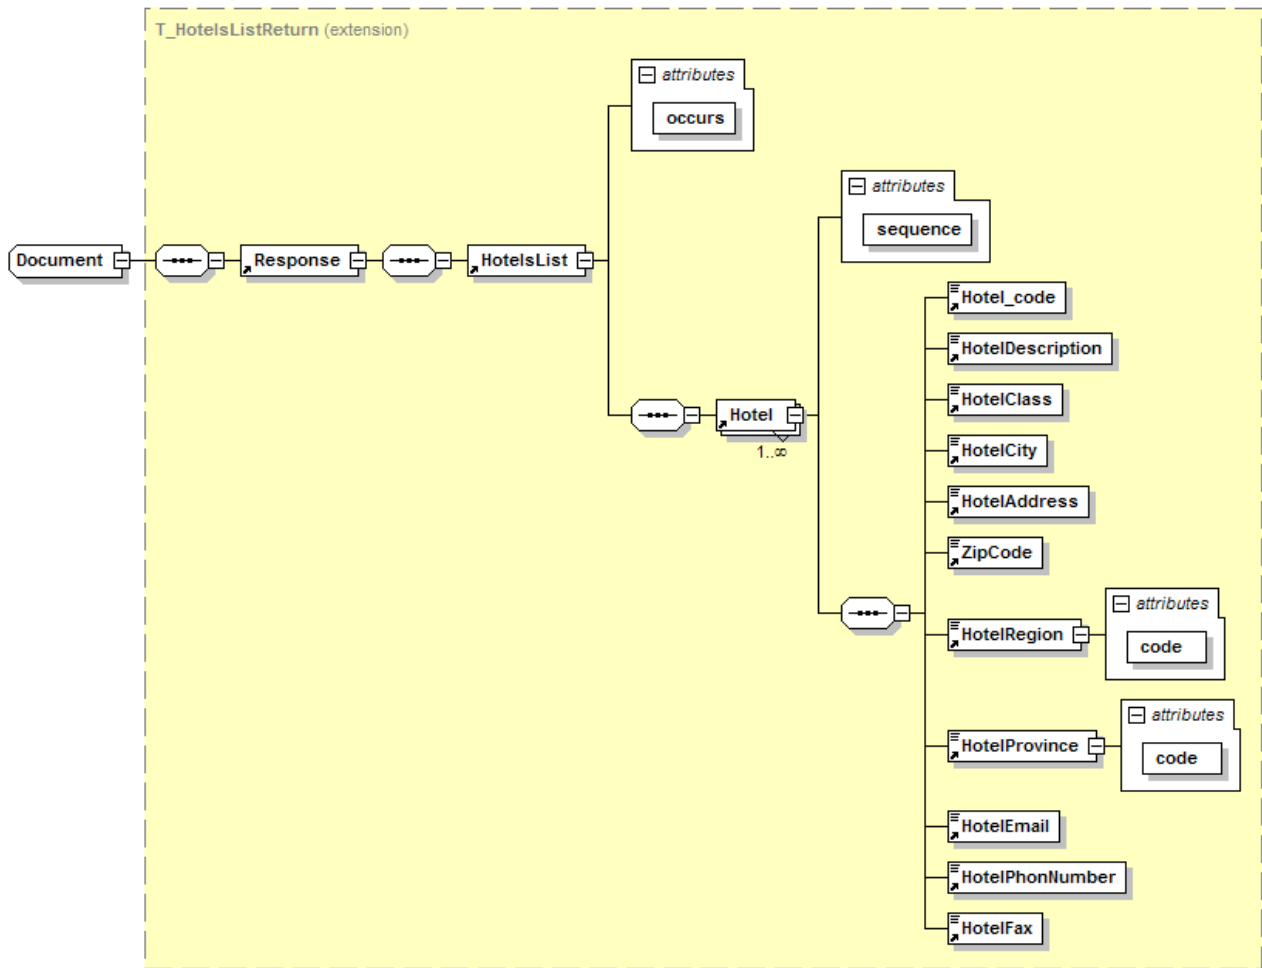 T_HotelsListReturn (extension)
attributes
occurs
attributes
sequence
Document
Response
HotelsList
Hotel_code
HotelDescription
HotelClass
Hotel
HotelCity
1..∞
HotelAddress
ZipCode
attributes
HotelRegion
code
attributes
HotelProvince
code
HotelEmail
HotelPhonNumber
HotelFax